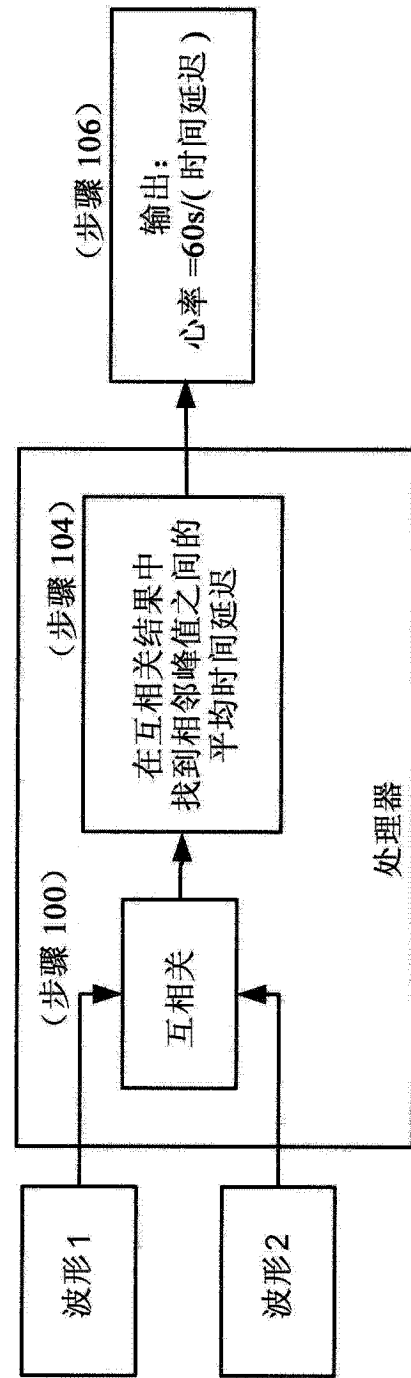 波形1
波形2
（步骤 100）
互相关
（步骤 104）
在互相关结果中
找到相邻峰值之间的
平均时间延迟
处理器
（步骤 106）
输出：
心率 =60s/( 时间延迟 )